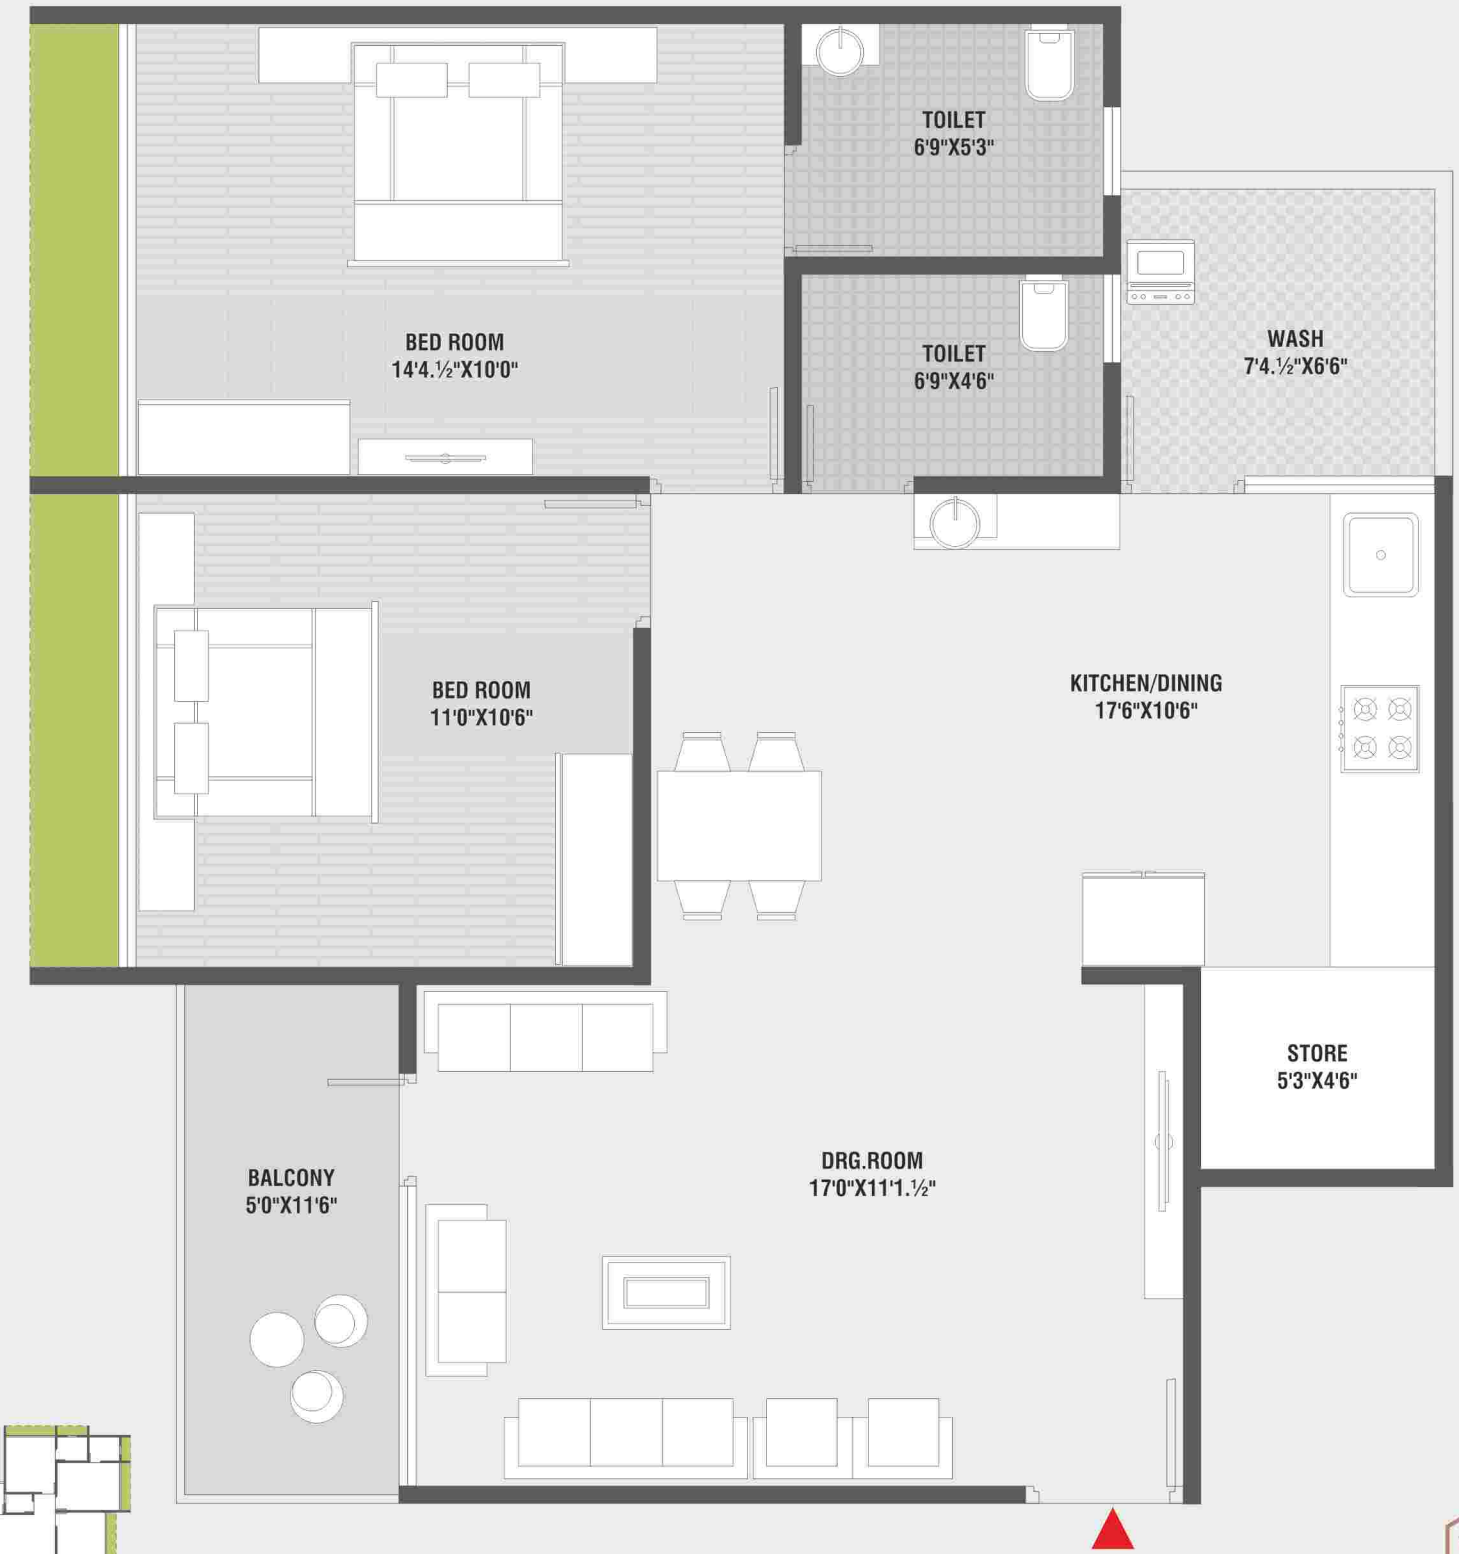 TOILET
6'9"X5'3"
TOILET
6'9"X4'6"
WASH
7'4.½"X6'6"
BED ROOM
14'4.½"X10'0"
BED ROOM
11'0"X10'6"
KITCHEN/DINING
17'6"X10'6"
STORE
5'3"X4'6"
DRG.ROOM
17'0"X11'1.½"
BALCONY
5'0"X11'6"